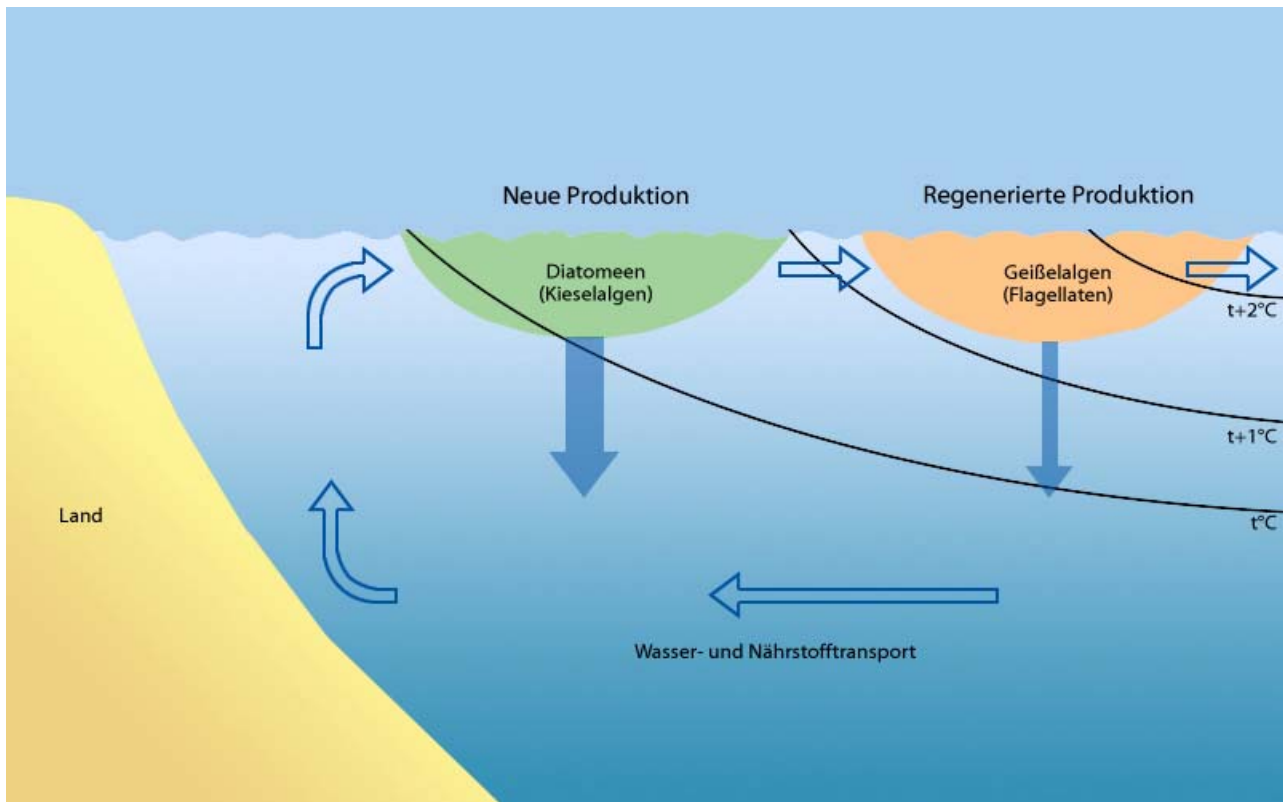 Neue Produktion
Regenerierte Produktion
Diatomeen
(Kieselalgen)
Geißelalgen
(Flagellaten)
t+2°C
t+1°C
t°C
Land
Wasser- und Nährstofftransport